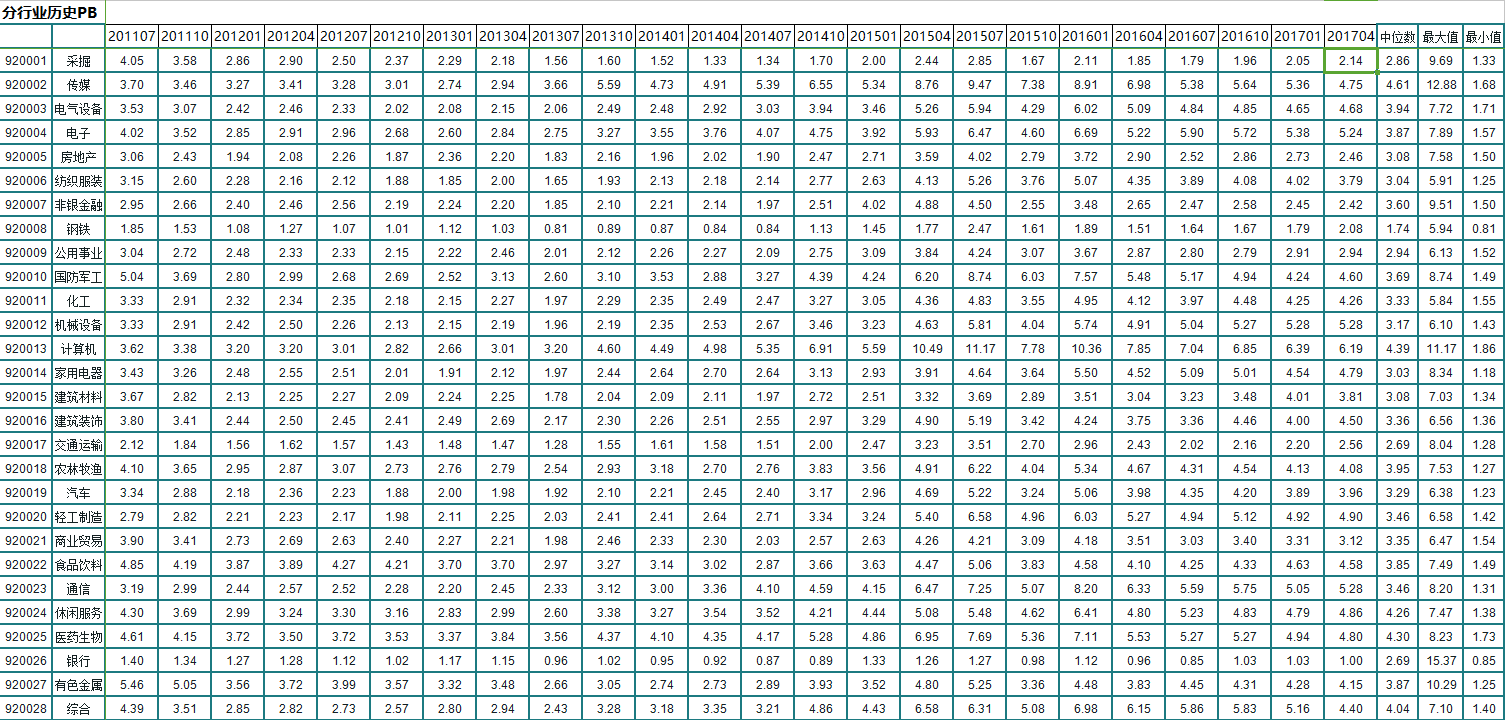 分行业历史PB
201107 201110 201201 201204 201207 201210 201301 201304 201307 201310 201401 201404 201407 201410 201501 201504 201507 201510 201601 201604 201607 201610 201701 201704 中位数 最大值 最小值
920001 采掘 4.05 3.58 2.86 2.90 2.50 2.37 2.29 2.18 1.56 1.60 1.52 1.33 1.34 1.70 2.00 2.44 2.85 1.67 2.11 1.85 1.79 1.96 2.05 2.14 2.86 9.69 1.33
920002 传媒 3.70 3.46 3.27 3.41 3.28 3.01 2.74 2.94 3.66 5.59 4.73 4.91 5.39 6.55 5.34 8.76 9.47 7.38 8.91 6.98 5.38 5.64 5.36 4.75 4.61 12.88 1.68
920003 电气设备 3.53 3.07 2.42 2.46 2.33 2.02 2.08 2.15 2.06 2.49 2.48 2.92 3.03 3.94 3.46 5.26 5.94 4.29 6.02 5.09 4.84 4.85 4.65 4.68 3.94 7.72 1.71
920004 电子 4.02 3.52 2.85 2.91 2.96 2.68 2.60 2.84 2.75 3.27 3.55 3.76 4.07 4.75 3.92 5.93 6.47 4.60 6.69 5.22 5.90 5.72 5.38 5.24 3.87 7.89 1.57
920005 房地产 3.06 2.43 1.94 2.08 2.26 1.87 2.36 2.20 1.83 2.16 1.96 2.02 1.90 2.47 2.71 3.59 4.02 2.79 3.72 2.90 2.52 2.86 2.73 2.46 3.08 7.58 1.50
920006 纺织服装 3.15 2.60 2.28 2.16 2.12 1.88 1.85 2.00 1.65 1.93 2.13 2.18 2.14 2.77 2.63 4.13 5.26 3.76 5.07 4.35 3.89 4.08 4.02 3.79 3.04 5.91 1.25
920007 非银金融 2.95 2.66 2.40 2.46 2.56 2.19 2.24 2.20 1.85 2.10 2.21 2.14 1.97 2.51 4.02 4.88 4.50 2.55 3.48 2.65 2.47 2.58 2.45 2.42 3.60 9.51 1.50
920008 钢铁 1.85 1.53 1.08 1.27 1.07 1.01 1.12 1.03 0.81 0.89 0.87 0.84 0.84 1.13 1.45 1.77 2.47 1.61 1.89 1.51 1.64 1.67 1.79 2.08 1.74 5.94 0.81
920009 公用事业 3.04 2.72 2.48 2.33 2.33 2.15 2.22 2.46 2.01 2.12 2.26 2.27 2.09 2.75 3.09 3.84 4.24 3.07 3.67 2.87 2.80 2.79 2.91 2.94 2.94 6.13 1.52
920010 国防军工 5.04 3.69 2.80 2.99 2.68 2.69 2.52 3.13 2.60 3.10 3.53 2.88 3.27 4.39 4.24 6.20 8.74 6.03 7.57 5.48 5.17 4.94 4.24 4.60 3.69 8.74 1.49
920011 化工 3.33 2.91 2.32 2.34 2.35 2.18 2.15 2.27 1.97 2.29 2.35 2.49 2.47 3.27 3.05 4.36 4.83 3.55 4.95 4.12 3.97 4.48 4.25 4.26 3.33 5.84 1.55
920012 机械设备 3.33 2.91 2.42 2.50 2.26 2.13 2.15 2.19 1.96 2.19 2.35 2.53 2.67 3.46 3.23 4.63 5.81 4.04 5.74 4.91 5.04 5.27 5.28 5.28 3.17 6.10 1.43
920013 计算机 3.62 3.38 3.20 3.20 3.01 2.82 2.66 3.01 3.20 4.60 4.49 4.98 5.35 6.91 5.59 10.49 11.17 7.78 10.36 7.85 7.04 6.85 6.39 6.19 4.39 11.17 1.86
920014 家用电器 3.43 3.26 2.48 2.55 2.51 2.01 1.91 2.12 1.97 2.44 2.64 2.70 2.64 3.13 2.93 3.91 4.64 3.64 5.50 4.52 5.09 5.01 4.54 4.79 3.03 8.34 1.18
920015 建筑材料 3.67 2.82 2.13 2.25 2.27 2.09 2.24 2.25 1.78 2.04 2.09 2.11 1.97 2.72 2.51 3.32 3.69 2.89 3.51 3.04 3.23 3.48 4.01 3.81 3.08 7.03 1.34
920016 建筑装饰 3.80 3.41 2.44 2.50 2.45 2.41 2.49 2.69 2.17 2.30 2.26 2.51 2.55 2.97 3.29 4.90 5.19 3.42 4.24 3.75 3.36 4.46 4.00 4.50 3.36 6.56 1.36
920017 交通运输 2.12 1.84 1.56 1.62 1.57 1.43 1.48 1.47 1.28 1.55 1.61 1.58 1.51 2.00 2.47 3.23 3.51 2.70 2.96 2.43 2.02 2.16 2.20 2.56 2.69 8.04 1.28
920018 农林牧渔 4.10 3.65 2.95 2.87 3.07 2.73 2.76 2.79 2.54 2.93 3.18 2.70 2.76 3.83 3.56 4.91 6.22 4.04 5.34 4.67 4.31 4.54 4.13 4.08 3.95 7.53 1.27
920019 汽车 3.34 2.88 2.18 2.36 2.23 1.88 2.00 1.98 1.92 2.10 2.21 2.45 2.40 3.17 2.96 4.69 5.22 3.24 5.06 3.98 4.35 4.20 3.89 3.96 3.29 6.38 1.23
920020 轻工制造 2.79 2.82 2.21 2.23 2.17 1.98 2.11 2.25 2.03 2.41 2.41 2.64 2.71 3.34 3.24 5.40 6.58 4.96 6.03 5.27 4.94 5.12 4.92 4.90 3.46 6.58 1.42
920021 商业贸易 3.90 3.41 2.73 2.69 2.63 2.40 2.27 2.21 1.98 2.46 2.33 2.30 2.03 2.57 2.63 4.26 4.21 3.09 4.18 3.51 3.03 3.40 3.31 3.12 3.35 6.47 1.54
920022 食品饮料 4.85 4.19 3.87 3.89 4.27 4.21 3.70 3.70 2.97 3.27 3.14 3.02 2.87 3.66 3.63 4.47 5.06 3.83 4.58 4.10 4.25 4.33 4.63 4.58 3.85 7.49 1.49
920023 通信 3.19 2.99 2.44 2.57 2.52 2.28 2.20 2.45 2.33 3.12 3.00 3.36 4.10 4.59 4.15 6.47 7.25 5.07 8.20 6.33 5.59 5.75 5.05 5.28 3.46 8.20 1.31
920024 休闲服务 4.30 3.69 2.99 3.24 3.30 3.16 2.83 2.99 2.60 3.38 3.27 3.54 3.52 4.21 4.44 5.08 5.48 4.62 6.41 4.80 5.23 4.83 4.79 4.86 4.26 7.47 1.38
920025 医药生物 4.61 4.15 3.72 3.50 3.72 3.53 3.37 3.84 3.56 4.37 4.10 4.35 4.17 5.28 4.86 6.95 7.69 5.36 7.11 5.53 5.27 5.27 4.94 4.80 4.30 8.23 1.73
920026 银行 1.40 1.34 1.27 1.28 1.12 1.02 1.17 1.15 0.96 1.02 0.95 0.92 0.87 0.89 1.33 1.26 1.27 0.98 1.12 0.96 0.85 1.03 1.03 1.00 2.69 15.37 0.85
920027 有色金属 5.46 5.05 3.56 3.72 3.99 3.57 3.32 3.48 2.66 3.05 2.74 2.73 2.89 3.93 3.52 4.80 5.25 3.36 4.48 3.83 4.45 4.31 4.28 4.15 3.87 10.29 1.25
920028 综合 4.39 3.51 2.85 2.82 2.73 2.57 2.80 2.94 2.43 3.28 3.18 3.35 3.21 4.86 4.43 6.58 6.31 5.08 6.98 6.15 5.86 5.83 5.16 4.40 4.04 7.10 1.40